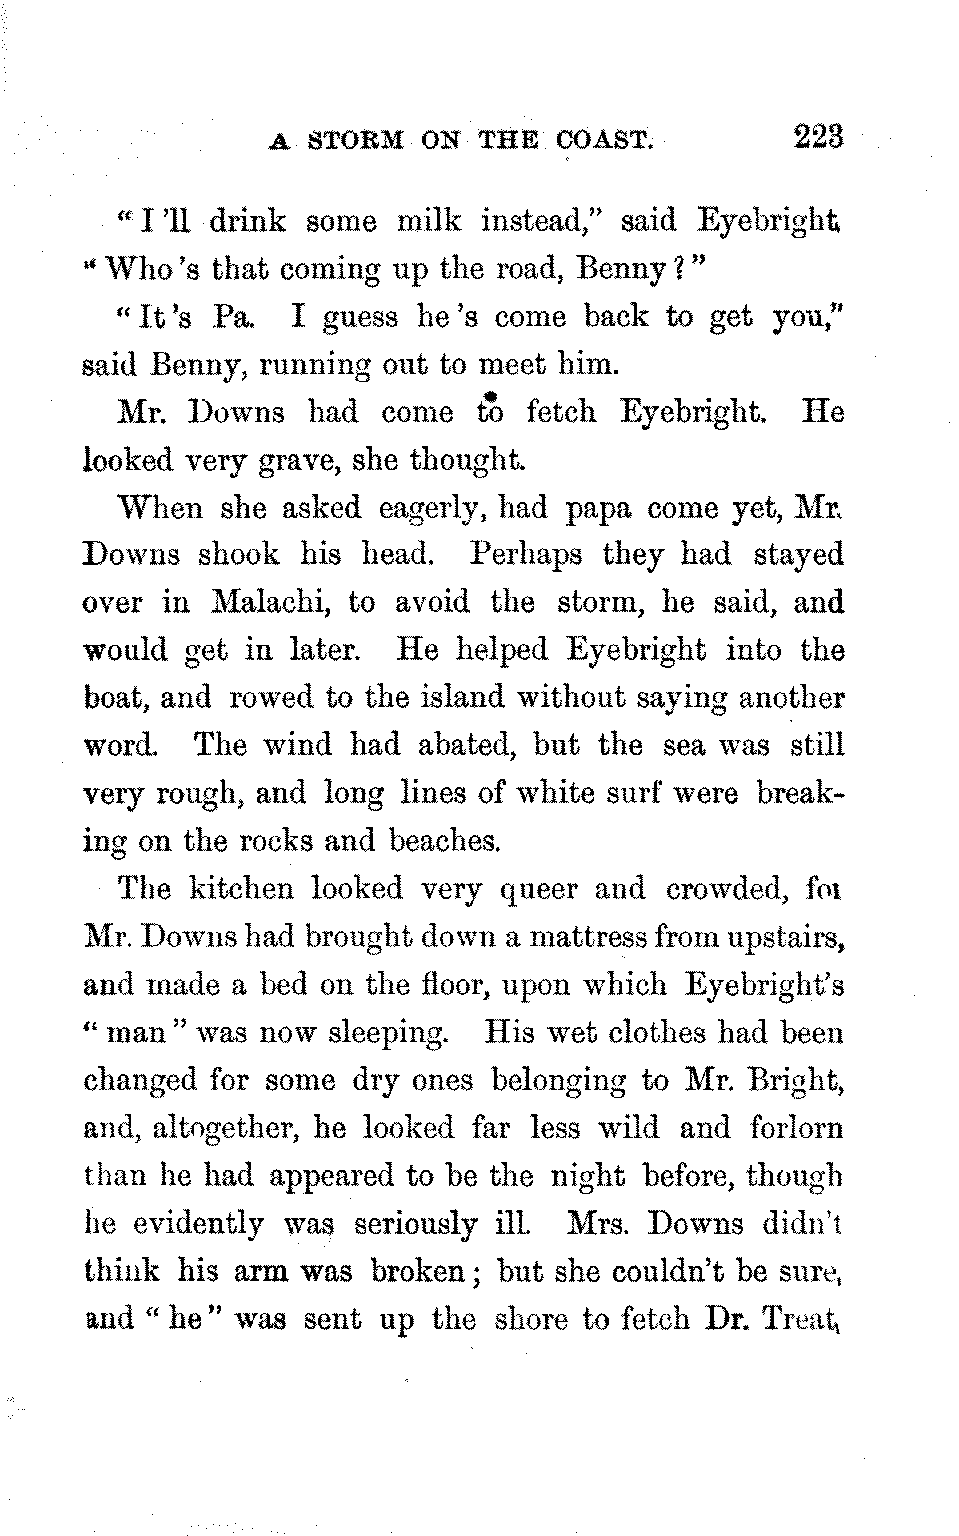 A STORM ON THE COAST. 223
"I'll drink some milk instead," said Eyebright.
"Who's that coming up the road, Benny?"
"It's Pa. I guess he's come back to get you,"
said Benny, running out to meet him.
Mr. Downs had come to fetch Eyebright. He
looked very grave, she thought.
When she asked eagerly, had papa come yet, Mr.
Downs shook his head. Perhaps they had stayed
over in Malachi, to avoid the storm, he said, and
would get in later. He helped Eyebright into the
boat, and rowed to the island without saying another
word. The wind had abated, but the sea was still
very rough, and long lines of white surf were break-
ing on the rocks and beaches.
The kitchen looked very queer and crowded, for
Mr. Downs had brought down a mattress from upstairs,
and made a bed on the floor, upon which Eyebright's
"man" was now sleeping. His wet clothes had been
changed for some dry ones belonging to Mr. Bright,
and, altogether, he looked far less wild and forlorn
than he had appeared to be the night before, though
he evidently was seriously ill. Mrs. Downs didn't
think his arm was broken; but she couldn't be sure,
and "he" was sent up the shore to fetch Dr. Treat,